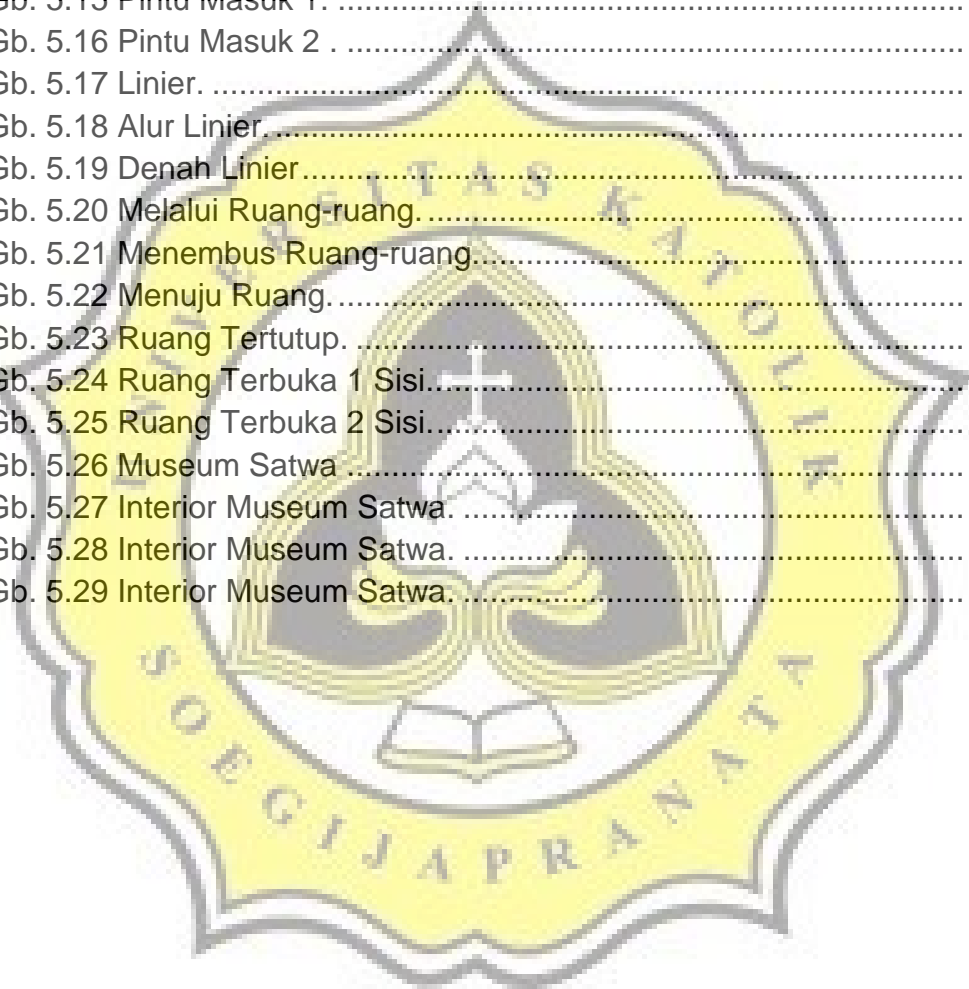 Gb. 5.15 Pintu Masuk 1. ........................................................................
Gb. 5.16 Pintu Masuk 2 . .......................................................................
Gb. 5.17 Linier. ........................................................................................
Gb. 5.18 Alur Linier..................................................................................
Gb. 5.19 Denah Linier..............................................................................
Gb. 5.20 Melalui Ruang-ruang. ..............................................................
Gb. 5.21 Menembus Ruang-ruang.........................................................
Gb. 5.22 Menuju Ruang. .........................................................................
Gb. 5.23 Ruang Tertutup. .......................................................................
Gb. 5.24 Ruang Terbuka 1 Sisi...............................................................
Gb. 5.25 Ruang Terbuka 2 Sisi...............................................................
Gb. 5.26 Museum Satwa ........................................................................
Gb. 5.27 Interior Museum Satwa. ..........................................................
Gb. 5.28 Interior Museum Satwa. ..........................................................
Gb. 5.29 Interior Museum Satwa. ..........................................................
UNIVERSITAS KATOLIK
SOEGIJAPRANATA